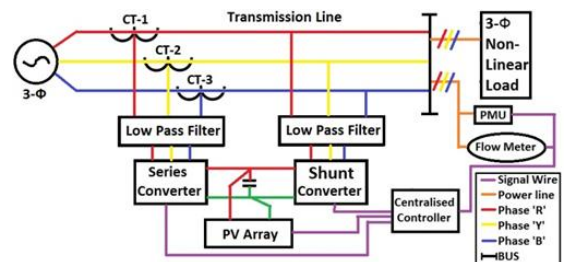 Transmission Line
CT-1
CT-2
CT-3
3-Φ
3-Φ
Non-
Linear
Load
PMU
Flow Meter
Low Pass Filter
Low Pass Filter
Series
Converter
Shunt
Converter
PV Array
Centralised
Controller
Signal Wire
Power line
Phase 'R'
Phase 'Y'
Phase 'B'
BUS